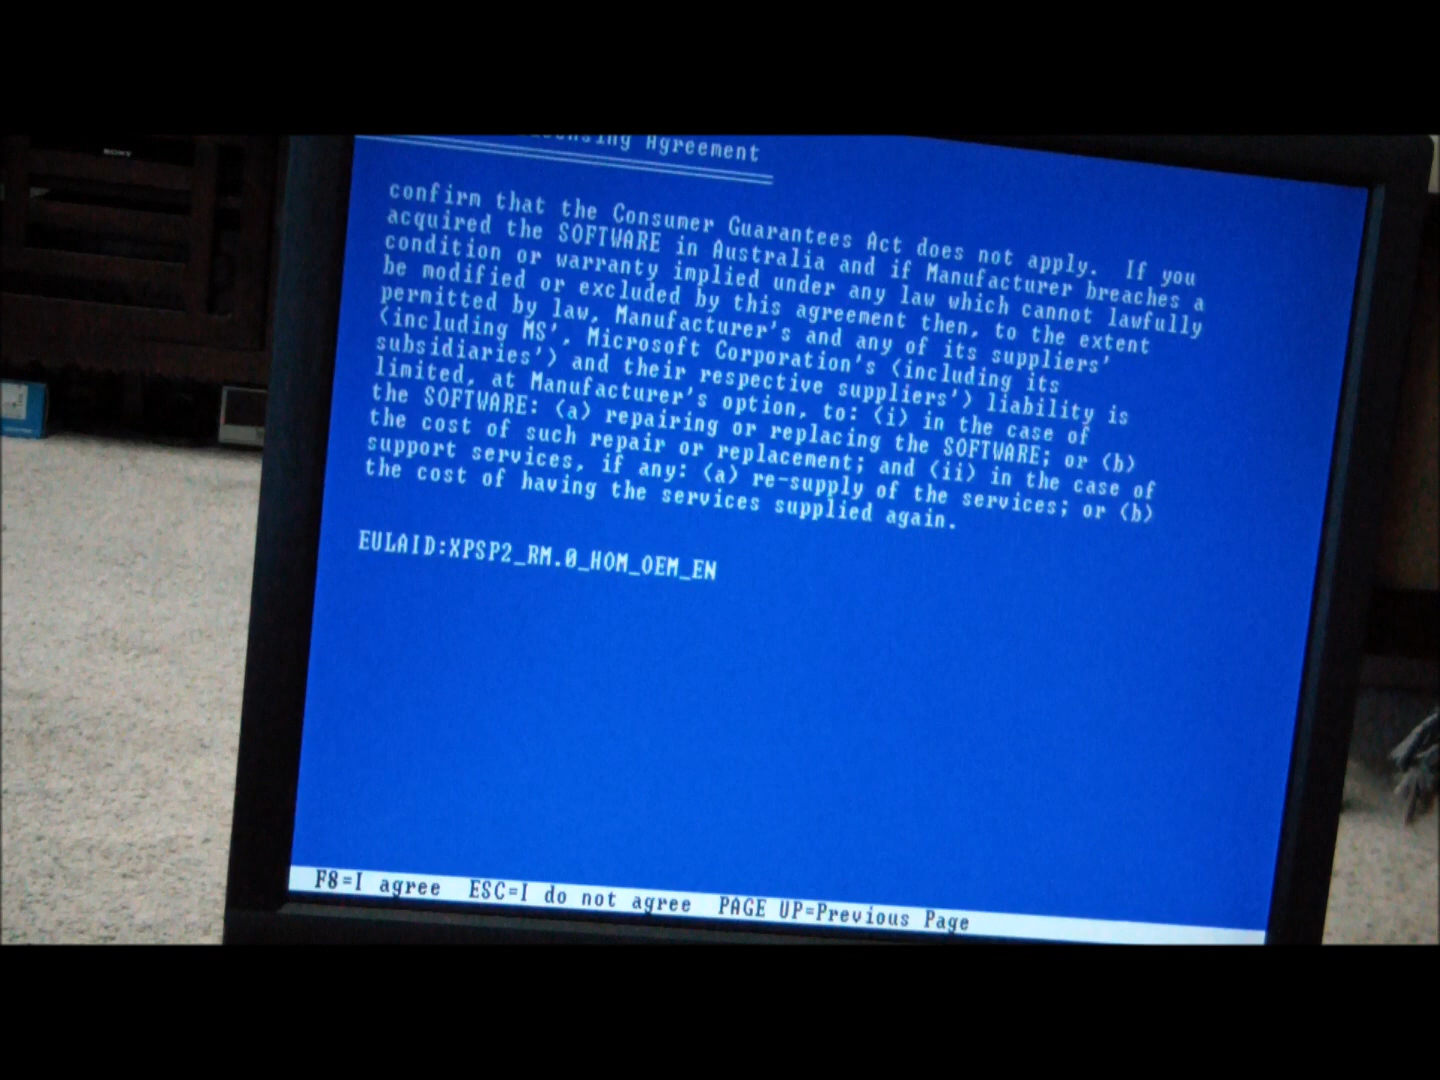 SONY
Licensing Agreement
confirm that the Consumer Guarantees Act does not apply.  If you
acquired the SOFTWARE in Australia and if Manufacturer breaches a
condition or warranty implied under any law which cannot lawfully
be modified or excluded by this agreement then, to the extent
permitted by law, Manufacturer's and any of its suppliers'
(including MS', Microsoft Corporation's (including its
subsidiaries') and their respective suppliers') liability is
limited, at Manufacturer's option, to: (i) in the case of
the SOFTWARE: (a) repairing or replacing the SOFTWARE; or (b)
the cost of such repair or replacement; and (ii) in the case of
support services, if any: (a) re-supply of the services; or (b)
the cost of having the services supplied again.
EULAID:XPSP2_RM.0_HOM_OEM_EN
F8=I agree  ESC=I do not agree  PAGE UP=Previous Page